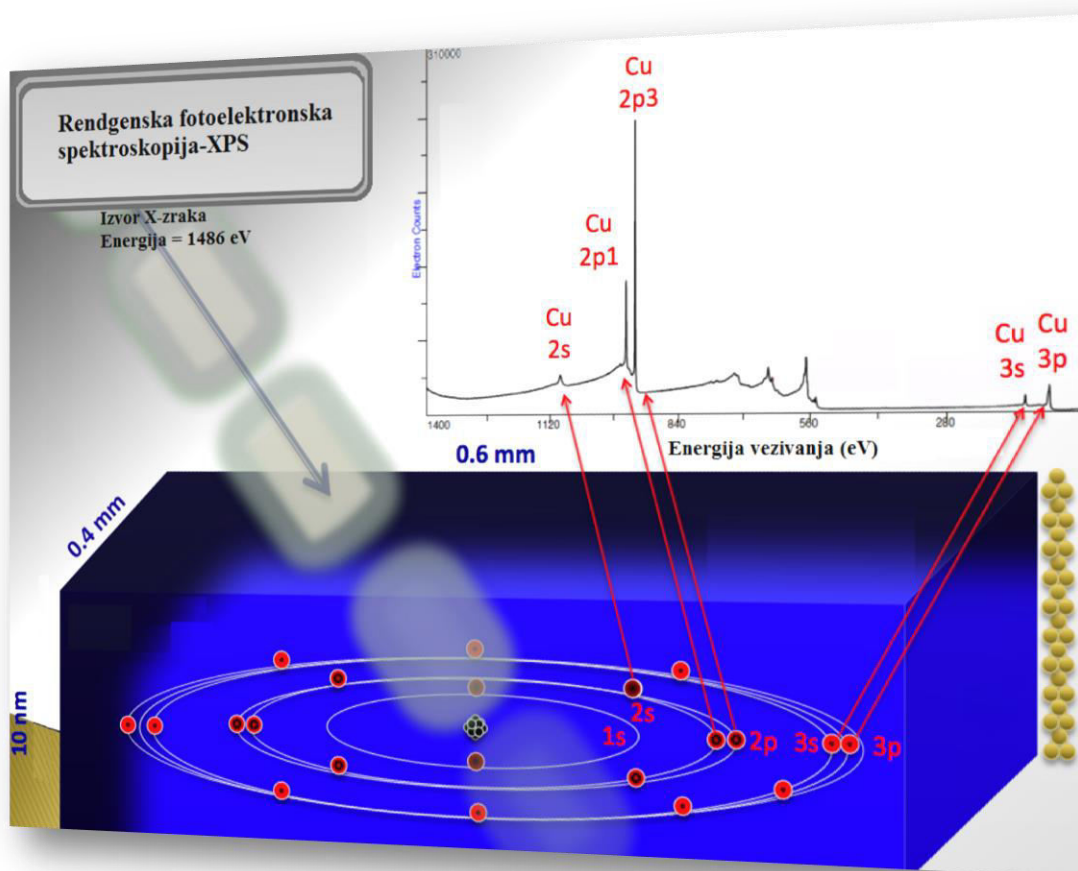 Rendgenska fotoelektronska
spektroskopija-XPS
Izvor X-zraka
Energija = 1486 eV
310000
Electron Counts
Cu
2p3
Cu
2p1
Cu
2s
Cu
3s
Cu
3p
1400
1120
840
560
280
Energija vezivanja (eV)
0.6 mm
0.4 mm
10 nm
1s
2s
2p
3s
3p